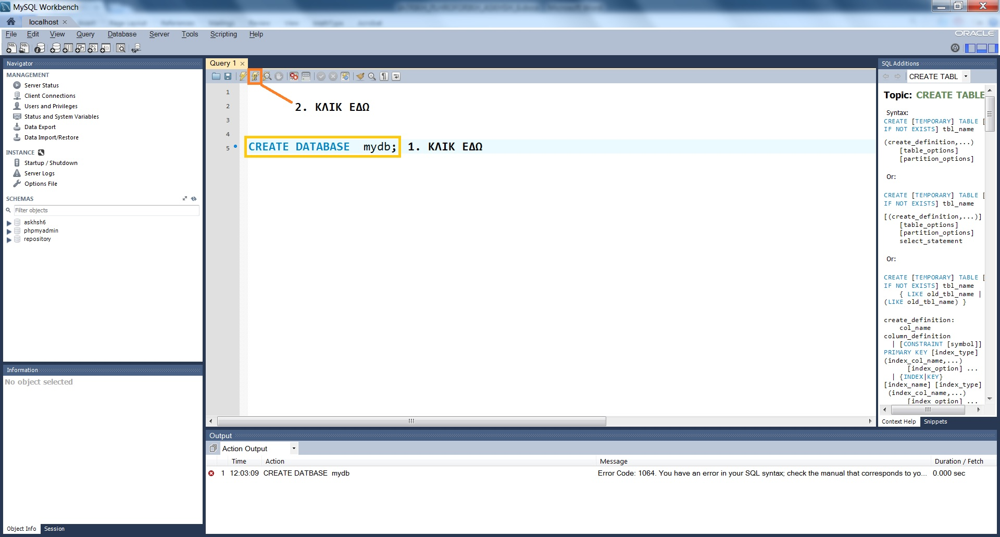 MySQL Workbench
localhost
File Edit View Query Database Server Tools Scripting Help
ORACLE
Navigator
MANAGEMENT
Server Status
Client Connections
Users and Privileges
Status and System Variables
Data Export
Data Import/Restore
INSTANCE
Startup / Shutdown
Server Logs
Options File
SCHEMAS
Filter objects
askhsh6
phpmyadmin
repository
Information
No object selected
Object Info Session
Query 1
1
2
2. ΚΛΙΚ ΕΔΩ
3
4
5 CREATE DATABASE mydb; 1. ΚΛΙΚ ΕΔΩ
SQL Additions
CREATE TABL
Topic: CREATE TABLE
Syntax:
CREATE [TEMPORARY] TABLE [
IF NOT EXISTS] tbl_name
(create_definition,...)
[table_options]
[partition_options]
Or:
CREATE [TEMPORARY] TABLE [
IF NOT EXISTS] tbl_name
[(create_definition,...)]
[table_options]
[partition_options]
select_statement
Or:
CREATE [TEMPORARY] TABLE [
IF NOT EXISTS] tbl_name
{ LIKE old_tbl_name |
(LIKE old_tbl_name) }
create_definition:
col_name
column_definition
| [CONSTRAINT [symbol]]
PRIMARY KEY [index_type]
(index_col_name,...)
[index_option] ...
| {INDEX|KEY}
[index_name] [index_type]
(index_col_name,...)
[index_option] ...
Context Help Snippets
Output
Action Output
Time Action Message Duration / Fetch
1 12:03:09 CREATE DATBASE mydb Error Code: 1064. You have an error in your SQL syntax; check the manual that corresponds to yo... 0.000 sec